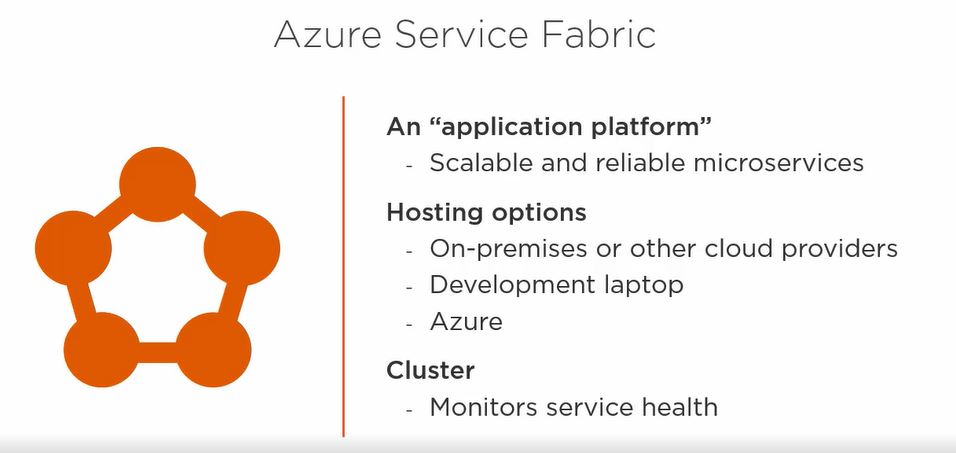 Azure Service Fabric
An “application platform”
- Scalable and reliable microservices
Hosting options
- On-premises or other cloud providers
- Development laptop
- Azure
Cluster
- Monitors service health